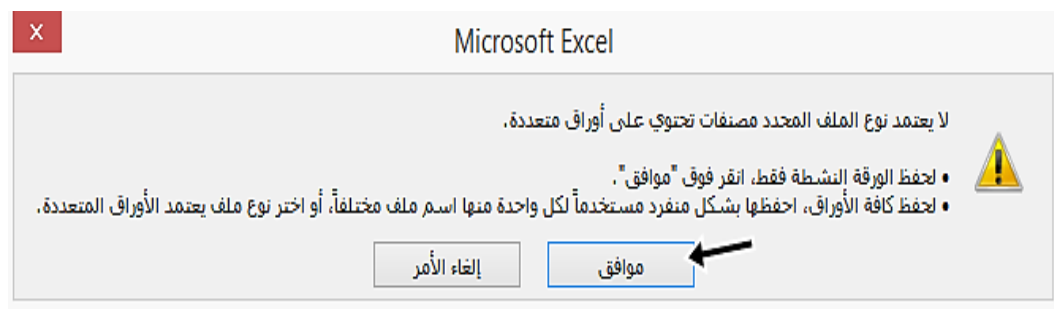 x
Microsoft Excel
لا يعتمد نوع الملف المحدد مصنفات تحتوي على أوراق متعددة.
• لحفظ الورقة النشطة فقط، انقر فوق "موافق".
• لحفظ كافة الأوراق، احفظها بشكل منفرد مستخدماً لكل واحدة منها اسم ملف مختلفاً، أو اختر نوع ملف يعتمد الأوراق المتعددة.
موافق
إلغاء الأمر